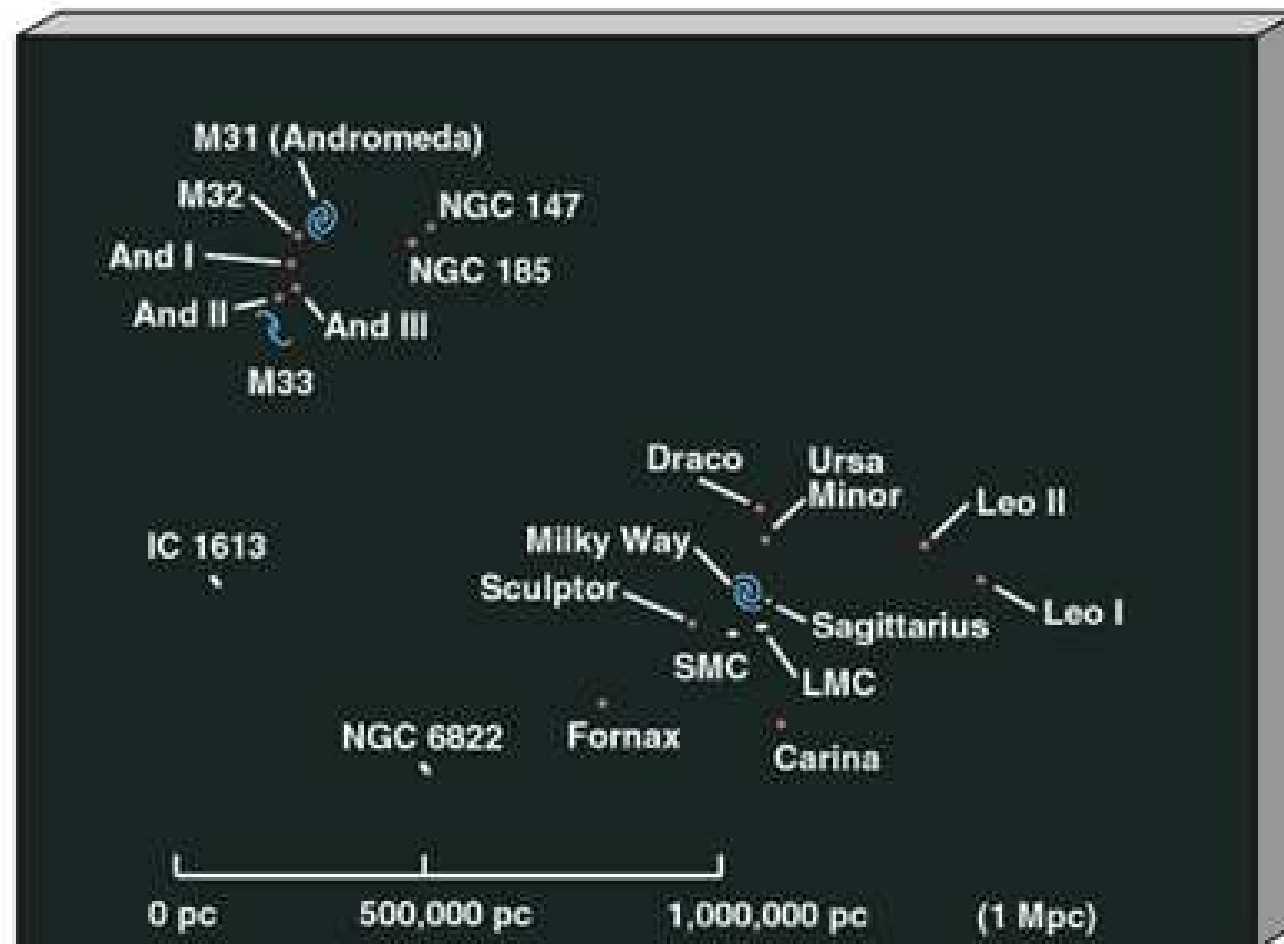 M31 (Andromeda)
M32
NGC 147
And I
NGC 185
And II
And III
M33
Draco
Ursa
Minor
Leo II
IC 1613
Milky Way
Sculptor
Leo I
Sagittarius
SMC
LMC
NGC 6822
Fornax
Carina
0 pc
500,000 pc
1,000,000 pc
(1 Mpc)